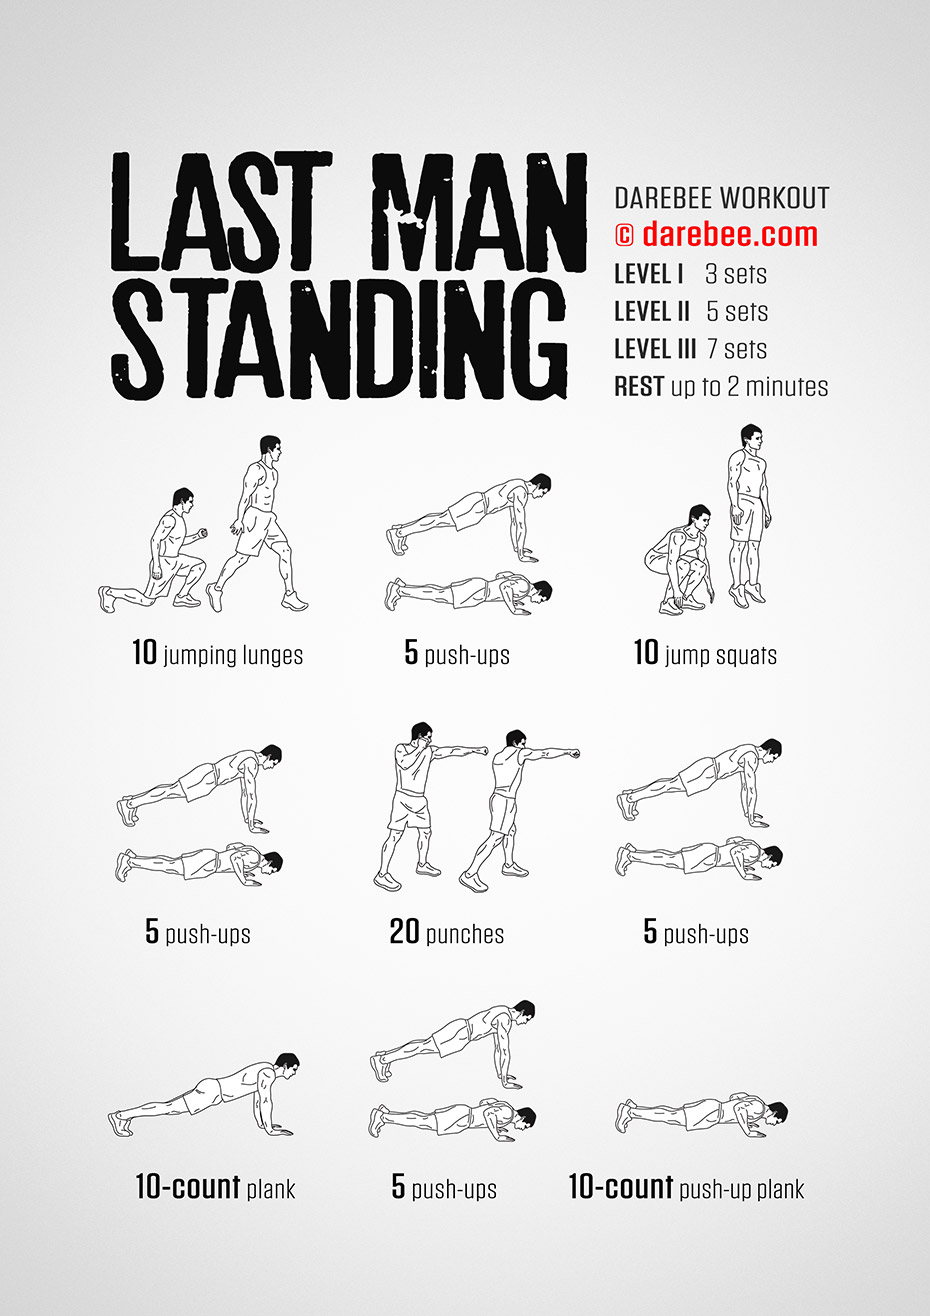 LAST MAN
STANDING
DAREBEE WORKOUT
© darebee.com
LEVEL I 3 sets
LEVEL II 5 sets
LEVEL III 7 sets
REST up to 2 minutes
10 jumping lunges
5 push-ups
10 jump squats
5 push-ups
20 punches
5 push-ups
10-count plank
5 push-ups
10-count push-up plank